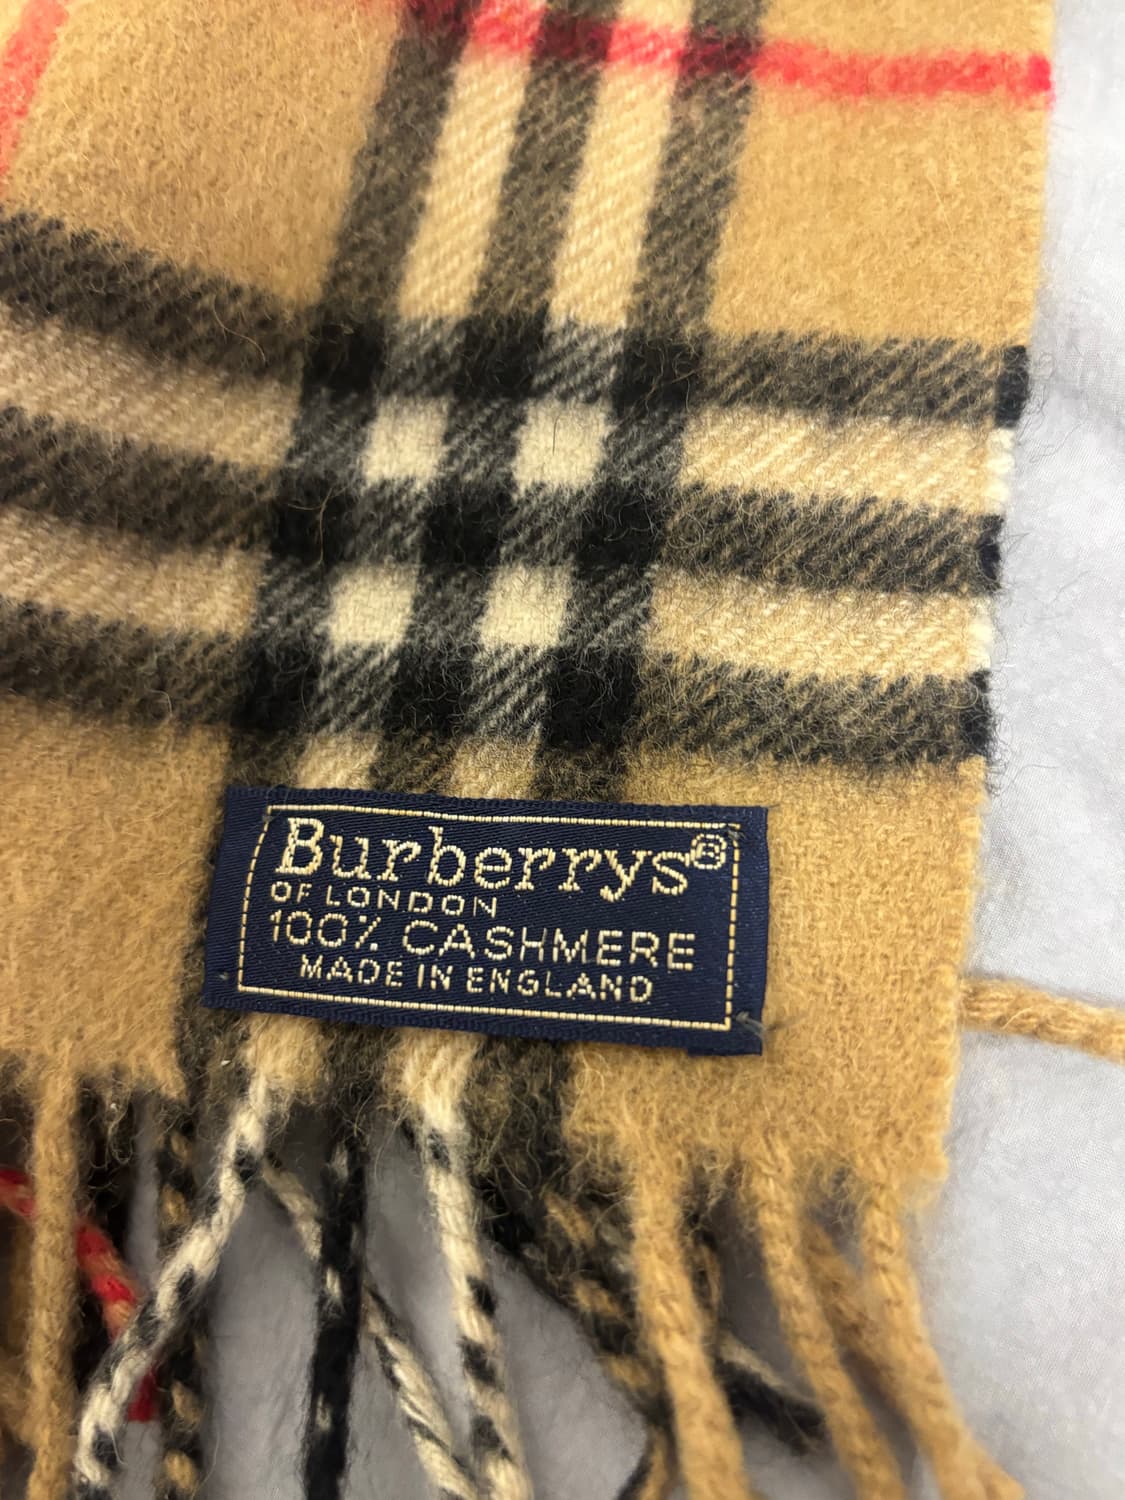 Burberrys®
OF LONDON
100% CASHMERE
MADE IN ENGLAND